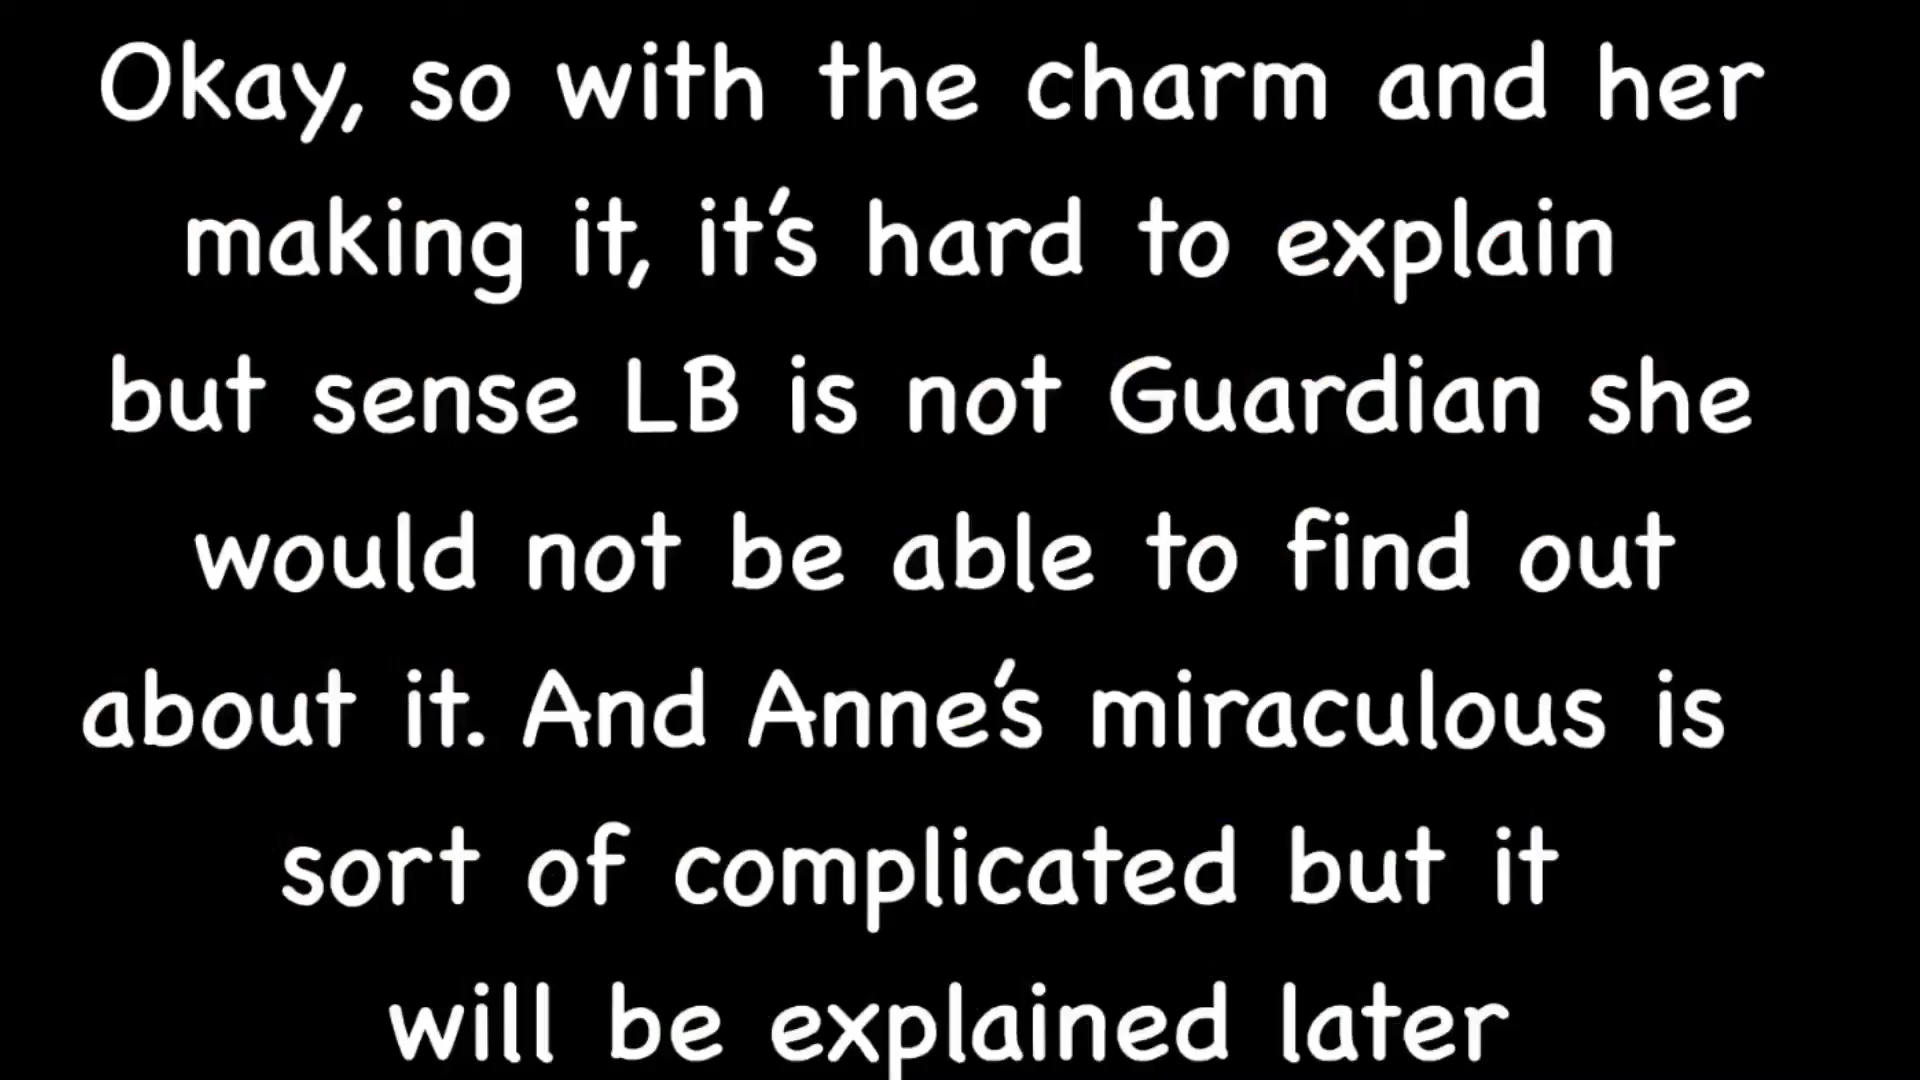 Okay, so with the charm and her
making it, it's hard to explain
but sense LB is not Guardian she
would not be able to find out
about it. And Anne's miraculous is
sort of complicated but it
will be explained later